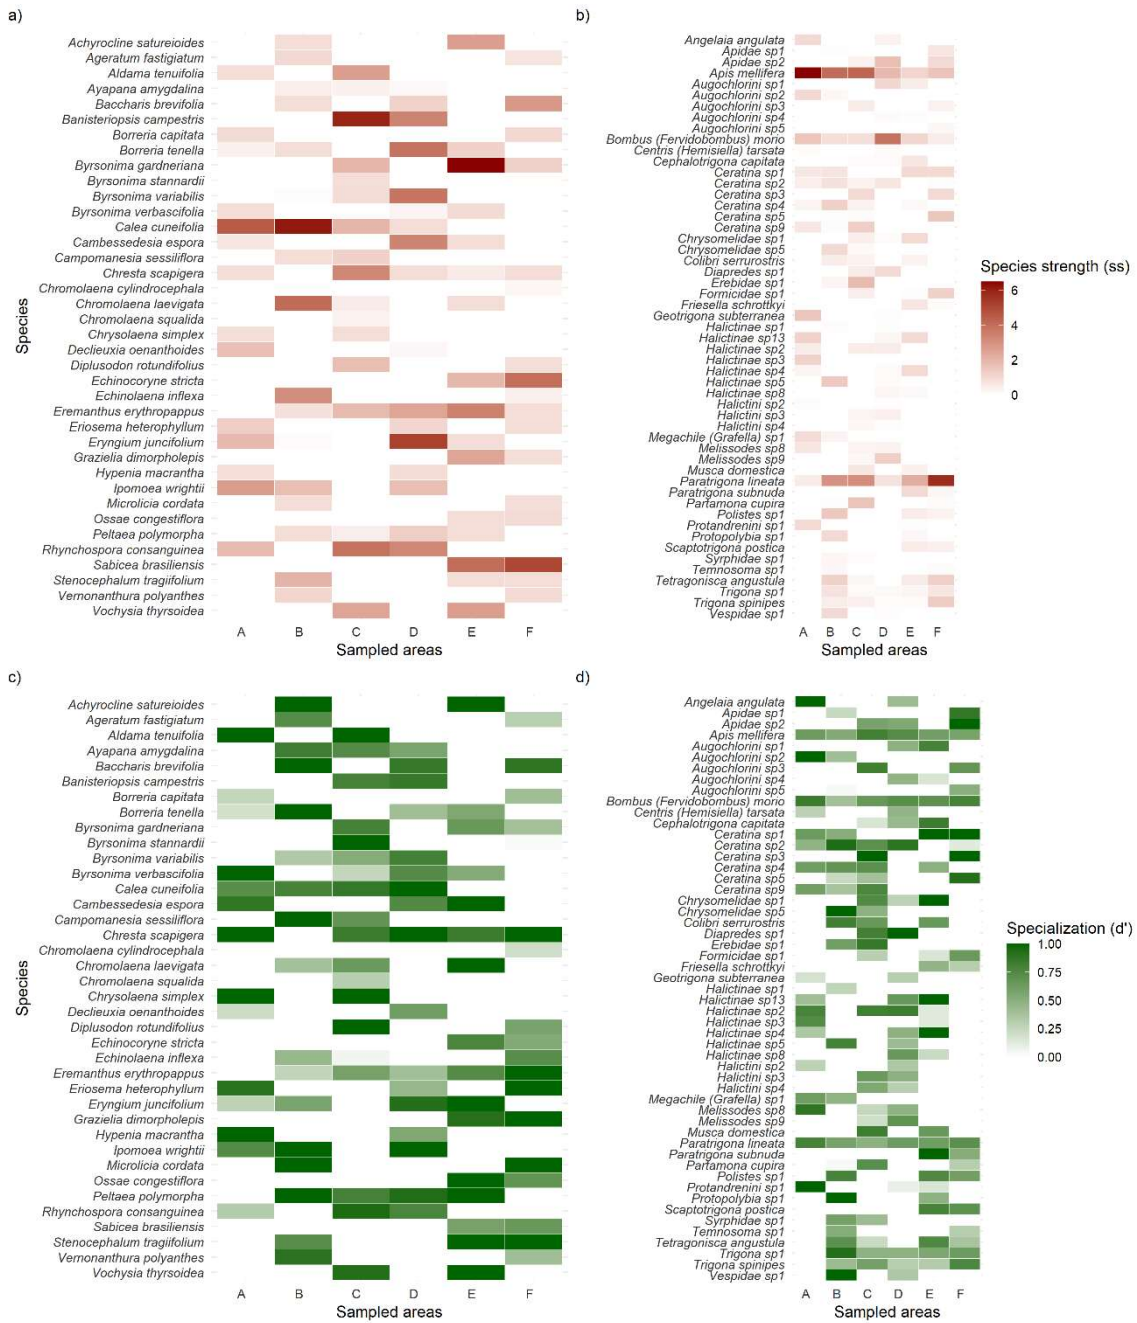 a)
Achyrocline satureioides
Ageratum fastigiatum
Aldama tenuifolia
Ayapana amygdalina
Baccharis brevifolia
Banisteriopsis campestris
Borreria capitata
Borreria tenella
Byrsonima gardneriana
Byrsonima stannardii
Byrsonima variabilis
Byrsonima verbascifolia
Calea cuneifolia
Cambessedesia espora
Campomanesia sessiliflora
Chresta scapigera
Chromolaena cylindrocephala
Chromolaena laevigata
Chromolaena squalida
Chrysolaena simplex
Declieuxia oenanthoides
Diplusodon rotundifolius
Echinocoryne stricta
Echinolaena inflexa
Eremanthus erythropappus
Eriosema heterophyllum
Eryngium juncifolium
Grazielia dimorpholepis
Hypenia macrantha
Ipomoea wrightii
Microlicia cordata
Ossae congestiflora
Peltaea polymorpha
Rhynchospora consanguinea
Sabicea brasiliensis
Stenocephalum tragiifolium
Vernonanthura polyanthes
Vochysia thyrsoidea
Species
A B C D E F
Sampled areas
b)
Angelaia angulata
Apidae sp1
Apidae sp2
Apis mellifera
Augochlorini sp1
Augochlorini sp2
Augochlorini sp3
Augochlorini sp4
Augochlorini sp5
Bombus (Fervidobombus) morio
Centris (Hemisiella) tarsata
Cephalotrigona capitata
Ceratina sp1
Ceratina sp2
Ceratina sp3
Ceratina sp4
Ceratina sp5
Ceratina sp9
Chrysomelidae sp1
Chrysomelidae sp5
Colibri serrurostris
Diapredes sp1
Erebidae sp1
Formicidae sp1
Friesella schrottkyi
Geotrigona subterranea
Halictinae sp1
Halictinae sp13
Halictinae sp2
Halictinae sp3
Halictinae sp4
Halictinae sp5
Halictinae sp8
Halictini sp2
Halictini sp3
Halictini sp4
Megachile (Grafella) sp1
Melissodes sp8
Melissodes sp9
Musca domestica
Paratrigona lineata
Paratrigona subnuda
Partamona cupira
Polistes sp1
Protandrenini sp1
Protopolybia sp1
Scaptotrigona postica
Syrphidae sp1
Temnosoma sp1
Tetragonisca angustula
Trigona sp1
Trigona spinipes
Vespidae sp1
A B C D E F
Sampled areas
Species strength (ss)
6
4
2
0
c)
Achyrocline satureioides
Ageratum fastigiatum
Aldama tenuifolia
Ayapana amygdalina
Baccharis brevifolia
Banisteriopsis campestris
Borreria capitata
Borreria tenella
Byrsonima gardneriana
Byrsonima stannardii
Byrsonima variabilis
Byrsonima verbascifolia
Calea cuneifolia
Cambessedesia espora
Campomanesia sessiliflora
Chresta scapigera
Chromolaena cylindrocephala
Chromolaena laevigata
Chromolaena squalida
Chrysolaena simplex
Declieuxia oenanthoides
Diplusodon rotundifolius
Echinocoryne stricta
Echinolaena inflexa
Eremanthus erythropappus
Eriosema heterophyllum
Eryngium juncifolium
Grazielia dimorpholepis
Hypenia macrantha
Ipomoea wrightii
Microlicia cordata
Ossae congestiflora
Peltaea polymorpha
Rhynchospora consanguinea
Sabicea brasiliensis
Stenocephalum tragiifolium
Vernonanthura polyanthes
Vochysia thyrsoidea
Species
A B C D E F
Sampled areas
d)
Angelaia angulata
Apidae sp1
Apidae sp2
Apis mellifera
Augochlorini sp1
Augochlorini sp2
Augochlorini sp3
Augochlorini sp4
Augochlorini sp5
Bombus (Fervidobombus) morio
Centris (Hemisiella) tarsata
Cephalotrigona capitata
Ceratina sp1
Ceratina sp2
Ceratina sp3
Ceratina sp4
Ceratina sp5
Ceratina sp9
Chrysomelidae sp1
Chrysomelidae sp5
Colibri serrurostris
Diapredes sp1
Erebidae sp1
Formicidae sp1
Friesella schrottkyi
Geotrigona subterranea
Halictinae sp1
Halictinae sp13
Halictinae sp2
Halictinae sp3
Halictinae sp4
Halictinae sp5
Halictinae sp8
Halictini sp2
Halictini sp3
Halictini sp4
Megachile (Grafella) sp1
Melissodes sp8
Melissodes sp9
Musca domestica
Paratrigona lineata
Paratrigona subnuda
Partamona cupira
Polistes sp1
Protandrenini sp1
Protopolybia sp1
Scaptotrigona postica
Syrphidae sp1
Temnosoma sp1
Tetragonisca angustula
Trigona sp1
Trigona spinipes
Vespidae sp1
A B C D E F
Sampled areas
Specialization (d')
1.00
0.75
0.50
0.25
0.00